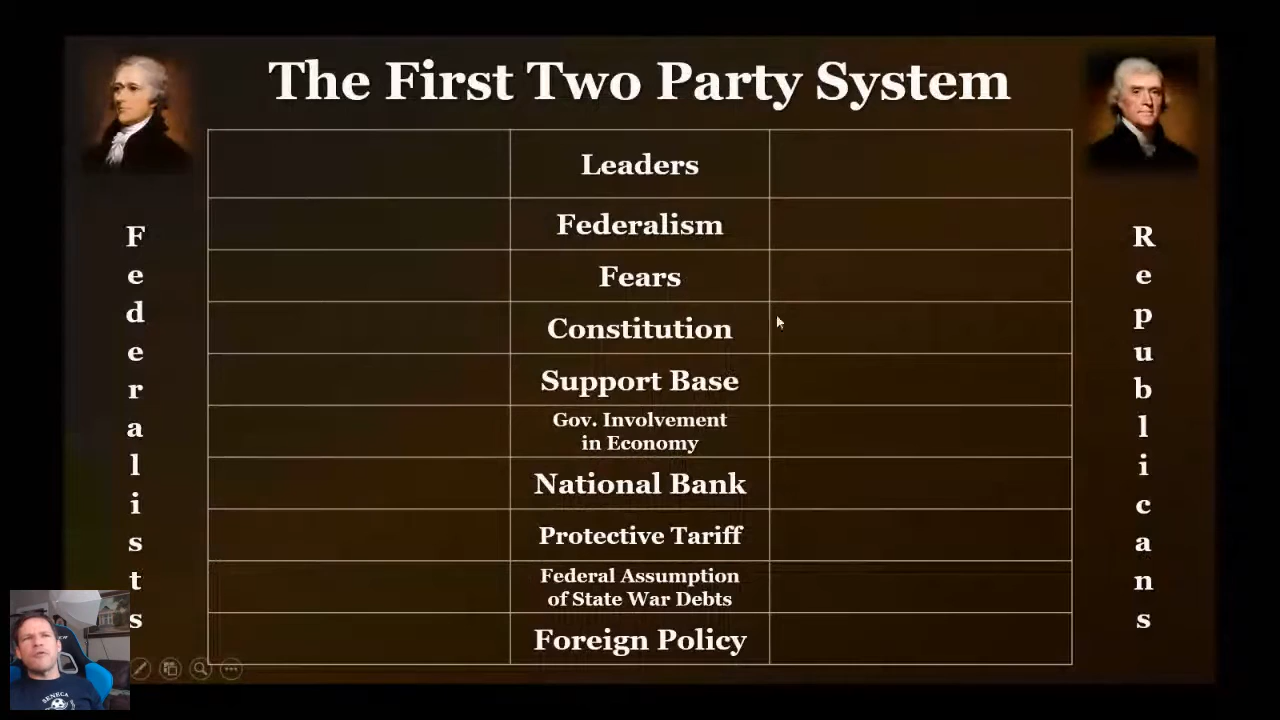 The First Two Party System
Federalists
Leaders
Federalism
Fears
Constitution
Support Base
Gov. Involvement
in Economy
National Bank
Protective Tariff
Federal Assumption
of State War Debts
Foreign Policy
Republicans
SENECA